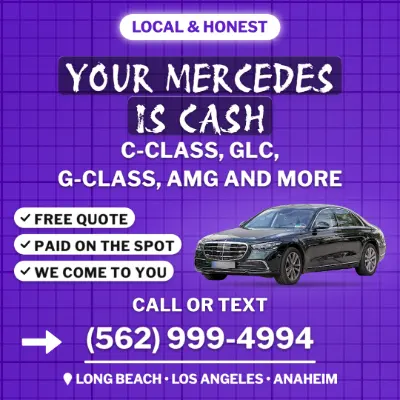 LOCAL & HONEST
YOUR MERCEDES
IS CASH
C-CLASS, GLC,
G-CLASS, AMG AND MORE
✓ FREE QUOTE
✓ PAID ON THE SPOT
✓ WE COME TO YOU
CALL OR TEXT
(562) 999-4994
LONG BEACH • LOS ANGELES • ANAHEIM